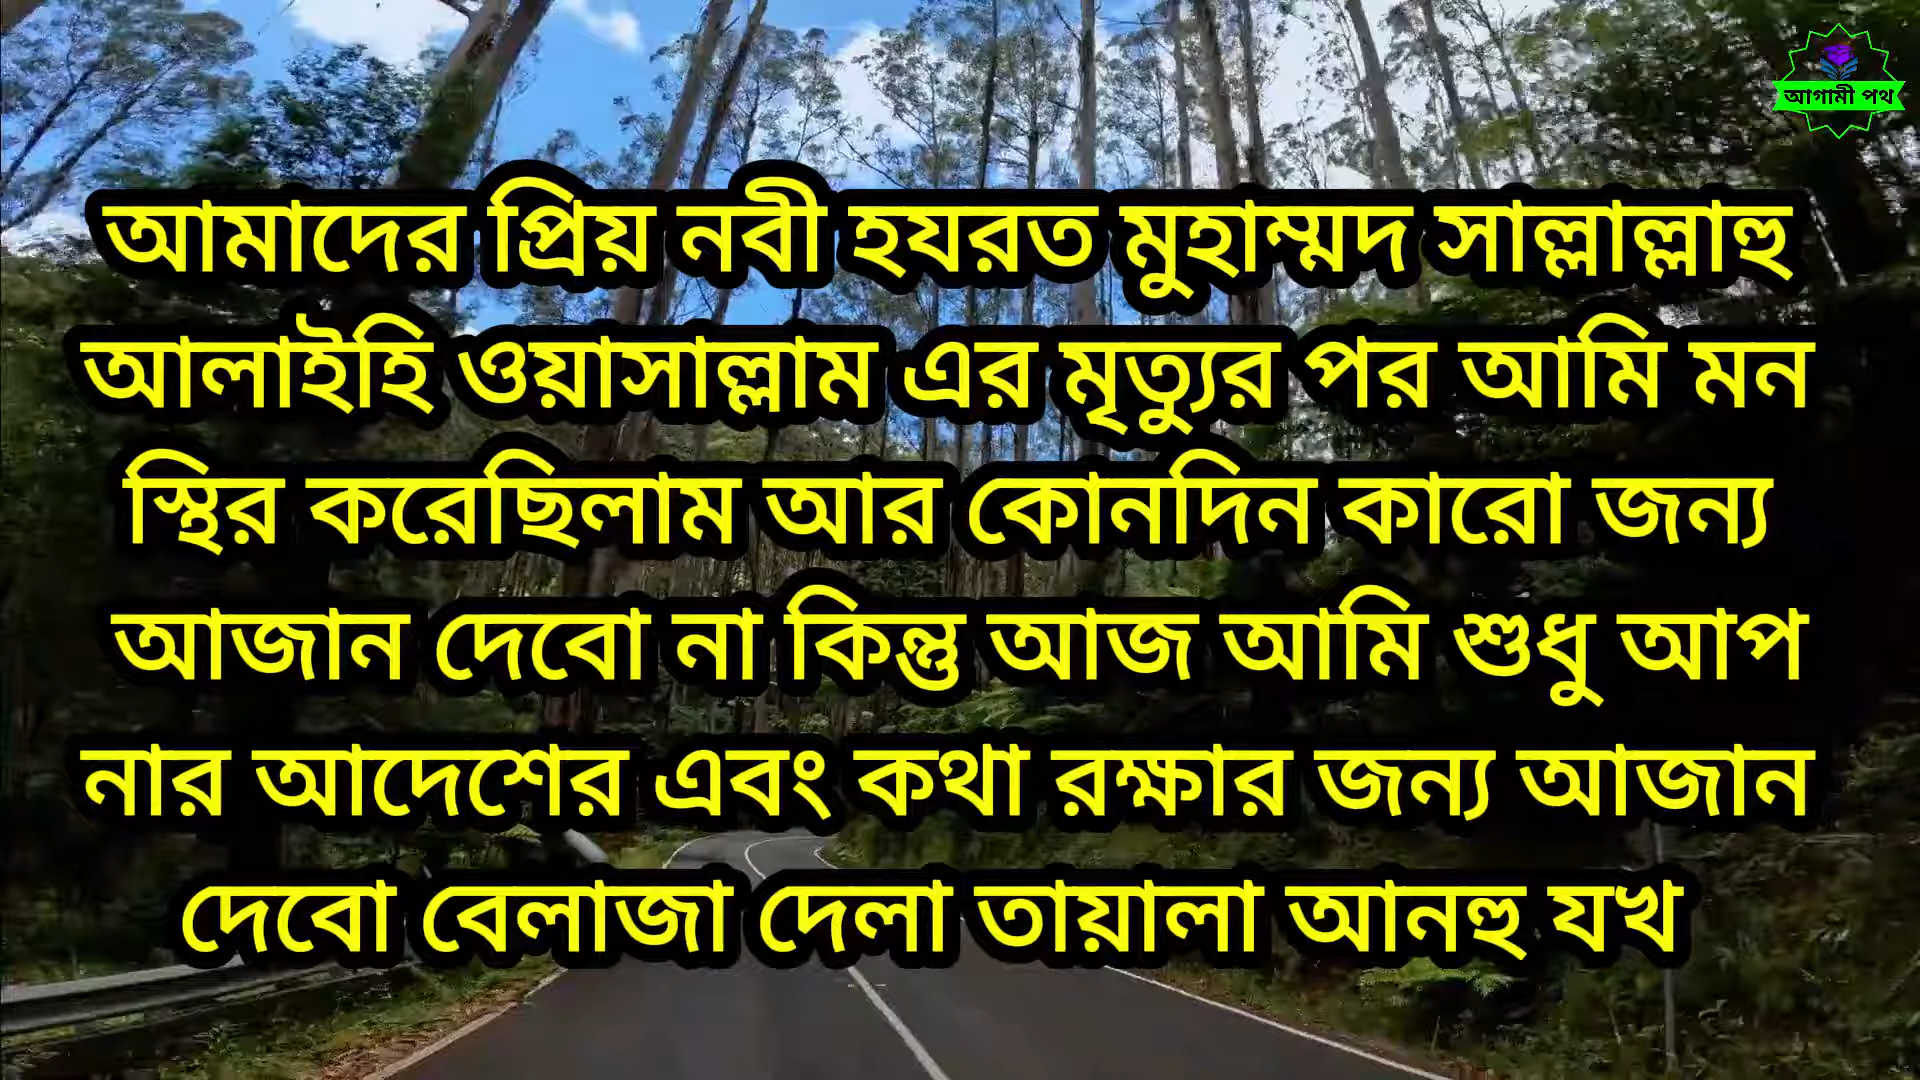 আগামী পথ
আমাদের প্রিয় নবী হযরত মুহাম্মদ সাল্লাল্লাহু
আলাইহি ওয়াসাল্লাম এর মৃত্যুর পর আমি মন
স্থির করেছিলাম আর কোনদিন কারো জন্য
আজান দেবো না কিন্তু আজ আমি শুধু আপ
নার আদেশের এবং কথা রক্ষার জন্য আজান
দেবো বেলাজা দেলা তায়ালা আনহু যখ